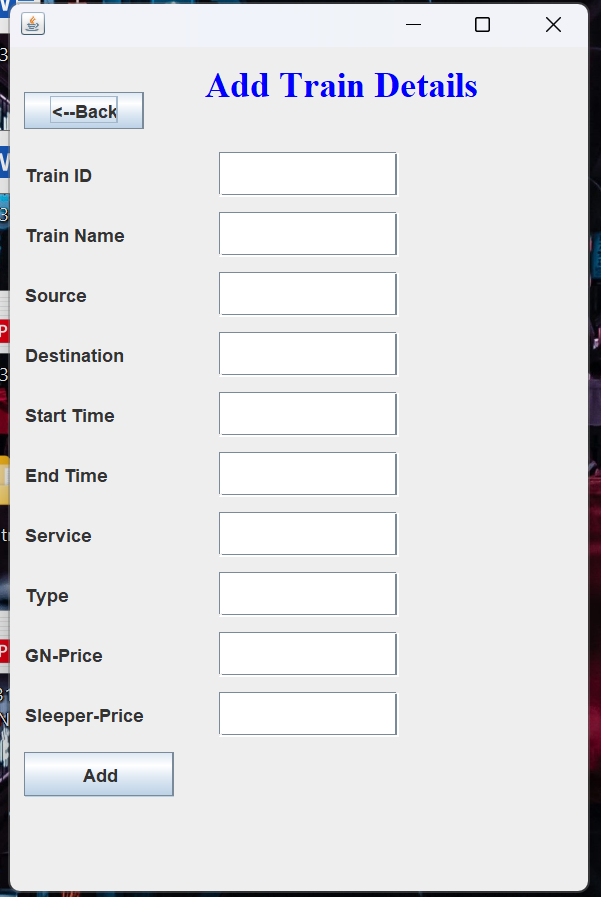 Add Train Details
<--Back
Train ID
Train Name
Source
Destination
Start Time
End Time
Service
Type
GN-Price
Sleeper-Price
Add